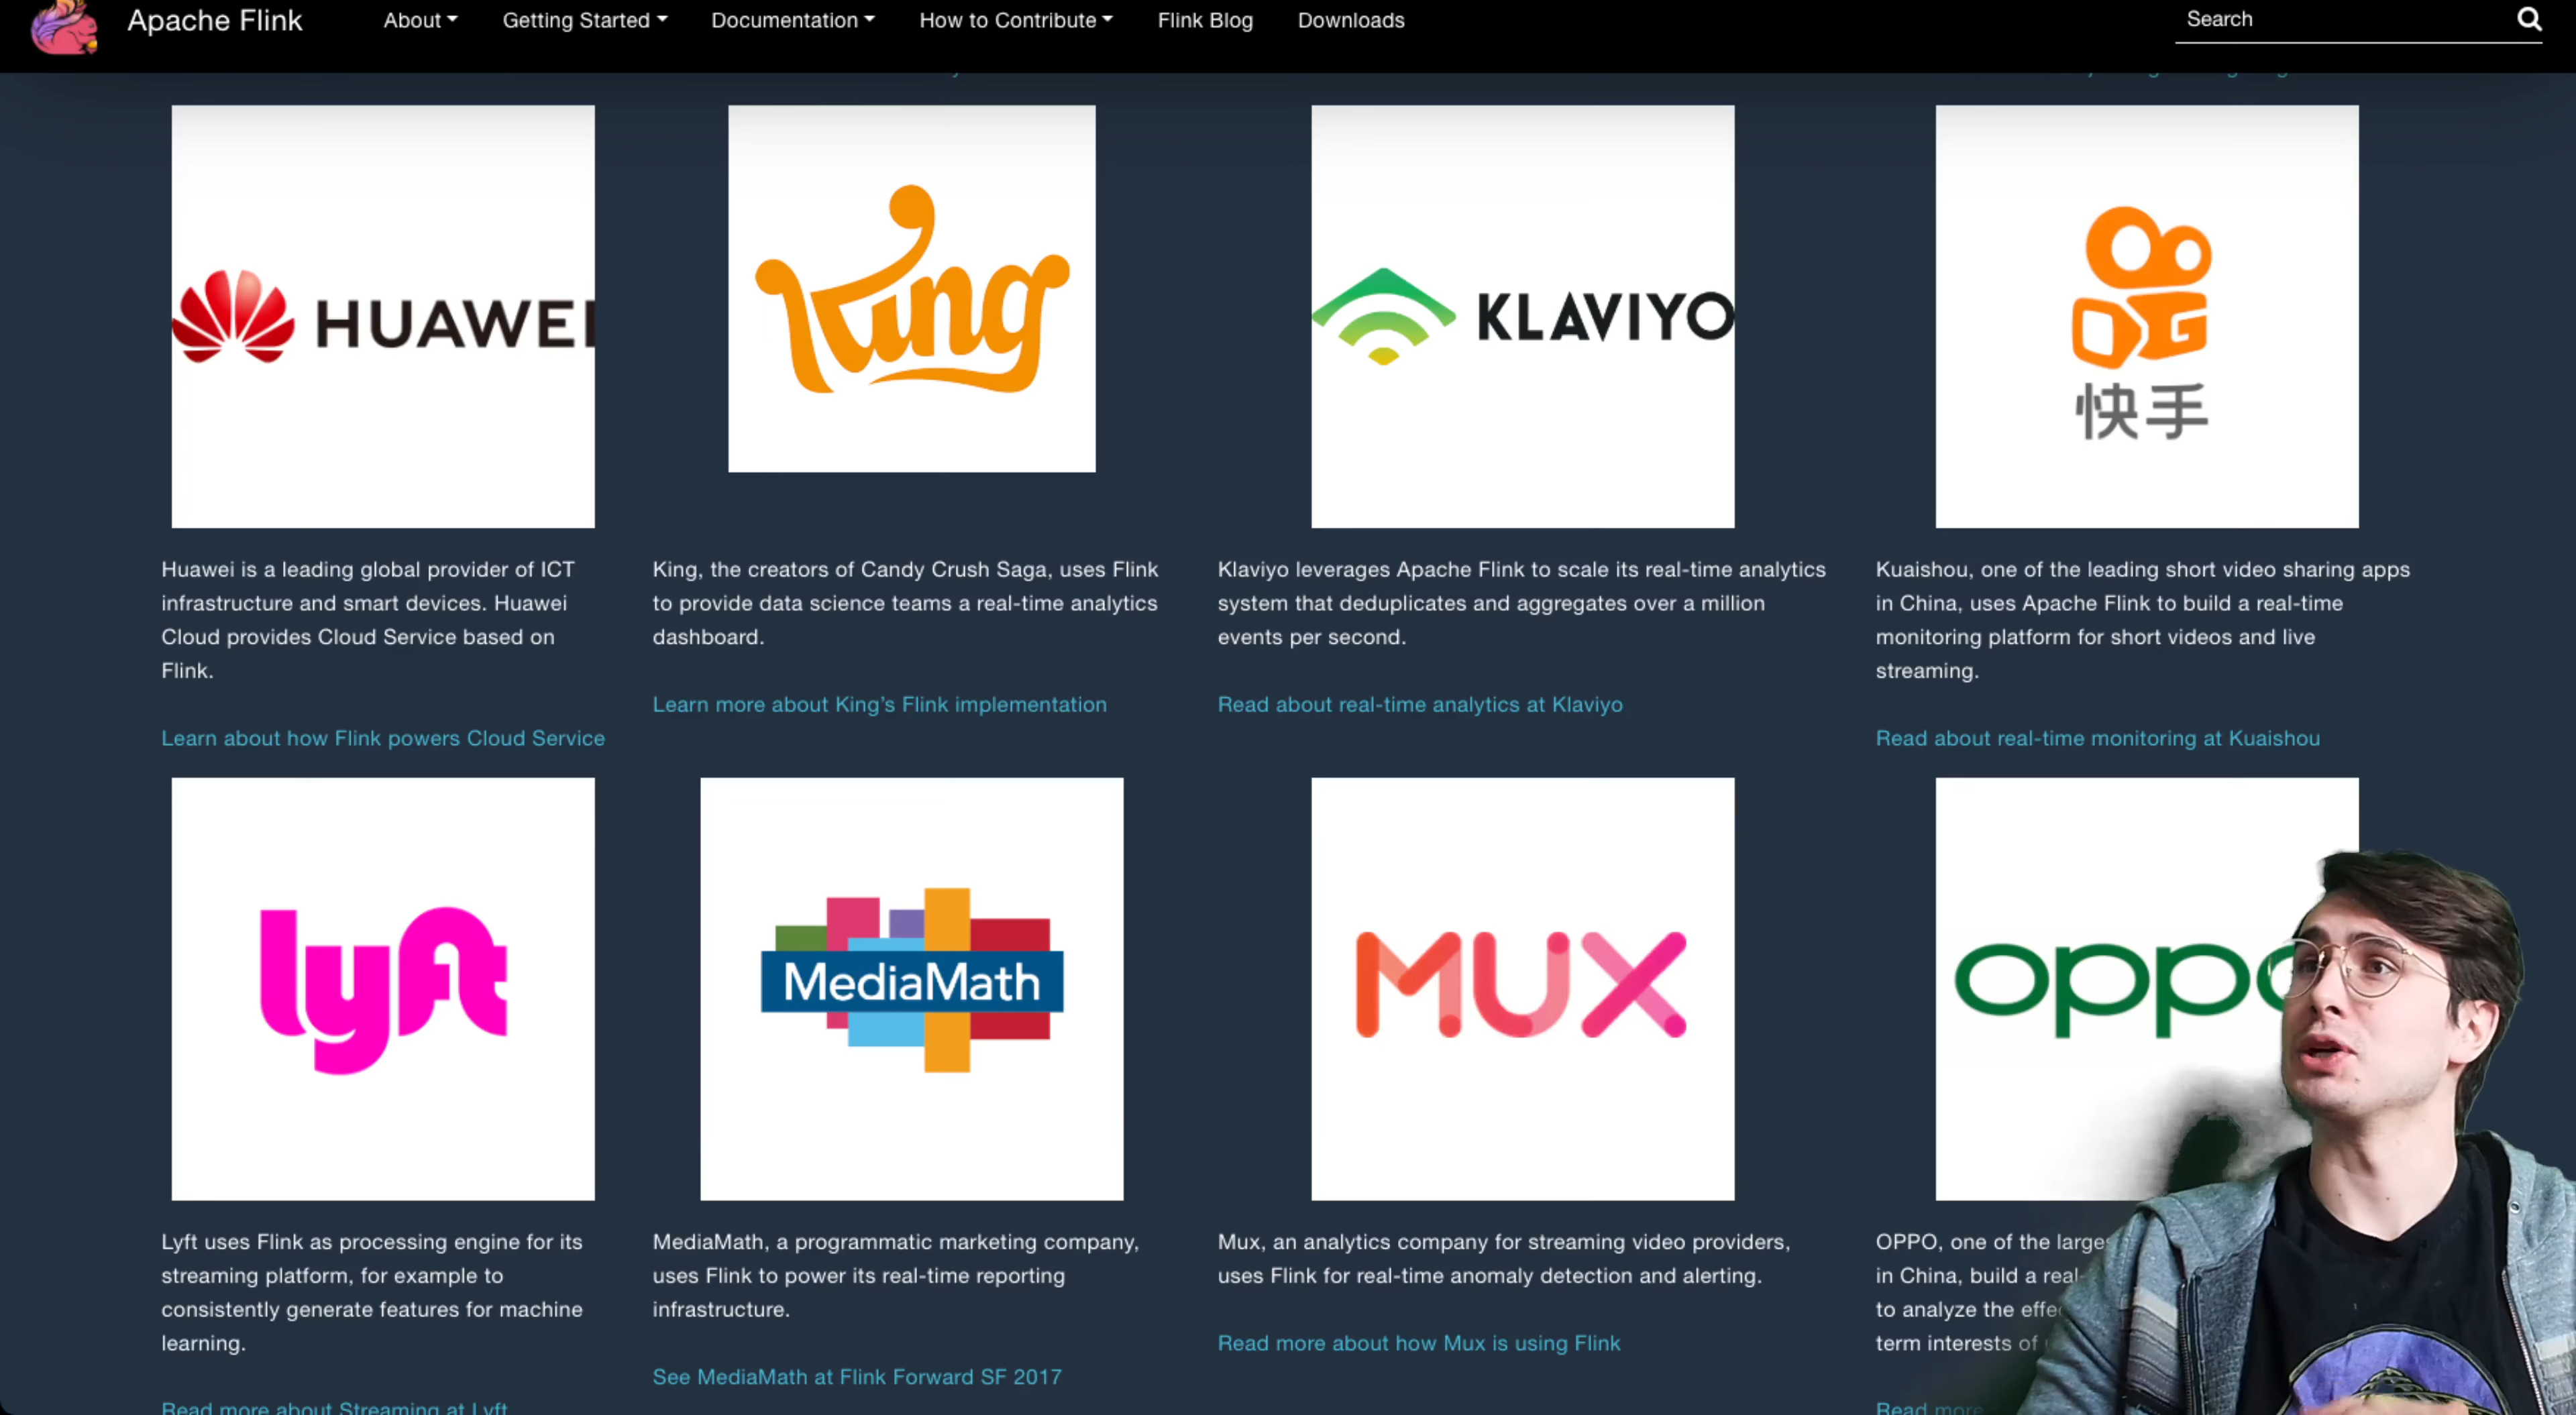 Apache Flink
About
Getting Started
Documentation
How to Contribute
Flink Blog
Downloads
Search
HUAWEI
King
KLAVIYO
快手
Huawei is a leading global provider of ICT
infrastructure and smart devices. Huawei
Cloud provides Cloud Service based on
Flink.
Learn about how Flink powers Cloud Service
King, the creators of Candy Crush Saga, uses Flink
to provide data science teams a real-time analytics
dashboard.
Learn more about King’s Flink implementation
Klaviyo leverages Apache Flink to scale its real-time analytics
system that deduplicates and aggregates over a million
events per second.
Read about real-time analytics at Klaviyo
Kuaishou, one of the leading short video sharing apps
in China, uses Apache Flink to build a real-time
monitoring platform for short videos and live
streaming.
Read about real-time monitoring at Kuaishou
lyft
MediaMath
MUX
oppo
Lyft uses Flink as processing engine for its
streaming platform, for example to
consistently generate features for machine
learning.
Read more about Streaming at Lyft
MediaMath, a programmatic marketing company,
uses Flink to power its real-time reporting
infrastructure.
See MediaMath at Flink Forward SF 2017
Mux, an analytics company for streaming video providers,
uses Flink for real-time anomaly detection and alerting.
Read more about how Mux is using Flink
OPPO, one of the
in China, build a real-
to analyze the
term interests of
Read more